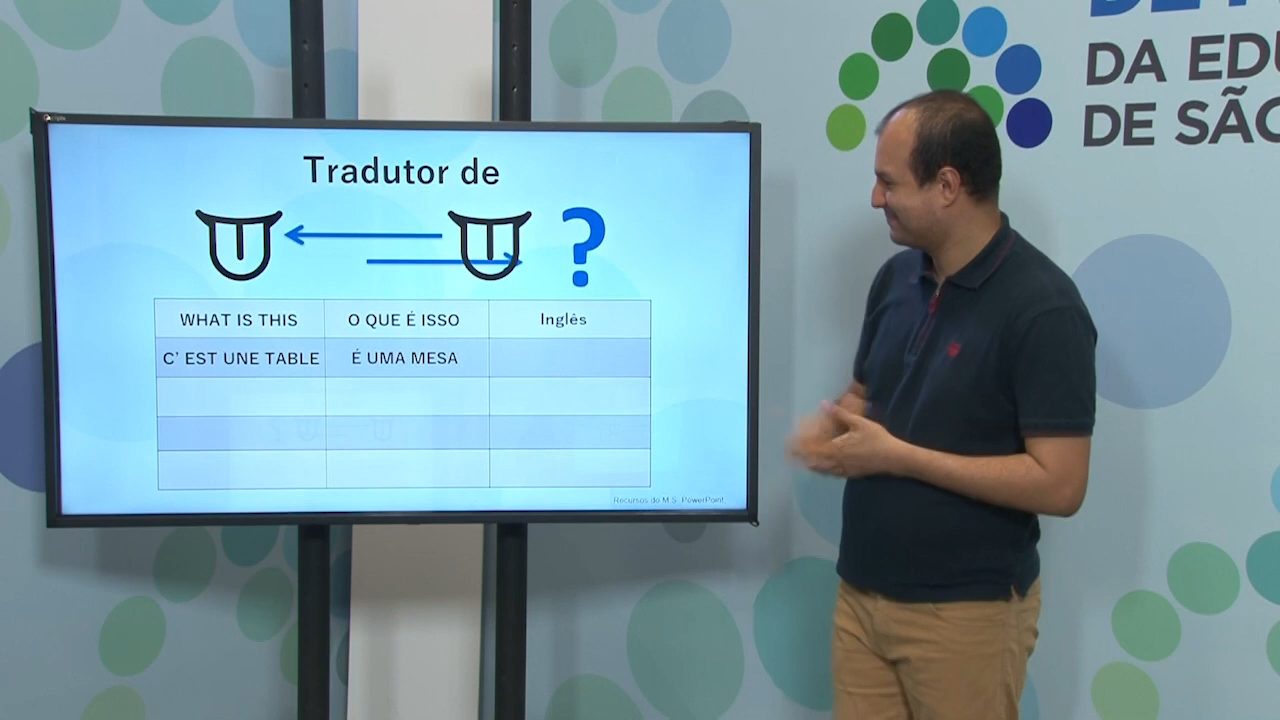 DA EDU
DE SÃO
Tradutor de
?
WHAT IS THIS O QUE É ISSO Inglês
C' EST UNE TABLE É UMA MESA
Recursos do M.S. PowerPoint.